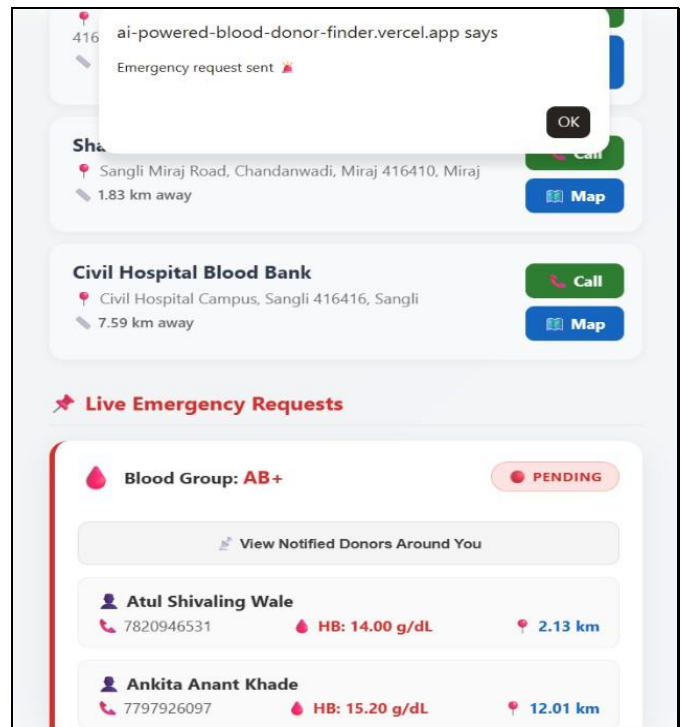 416
ai-powered-blood-donor-finder.vercel.app says
Emergency request sent 🚨
OK
Sha
Call
Sangli Miraj Road, Chandanwadi, Miraj 416410, Miraj
1.83 km away
Map
Civil Hospital Blood Bank
Call
Civil Hospital Campus, Sangli 416416, Sangli
7.59 km away
Map
Live Emergency Requests
Blood Group: AB+
PENDING
View Notified Donors Around You
Atul Shivaling Wale
7820946531 HB: 14.00 g/dL 2.13 km
Ankita Anant Khade
7797926097 HB: 15.20 g/dL 12.01 km